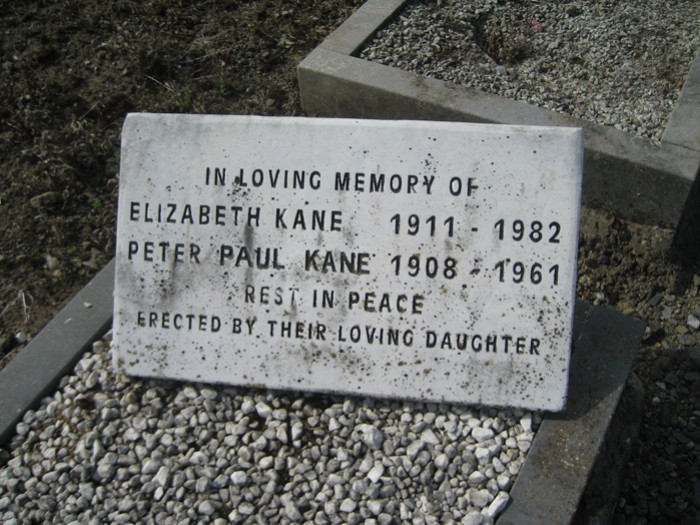 IN LOVING MEMORY OF
ELIZABETH KANE 1911 - 1982
PETER PAUL KANE 1908 - 1961
REST IN PEACE
ERECTED BY THEIR LOVING DAUGHTER